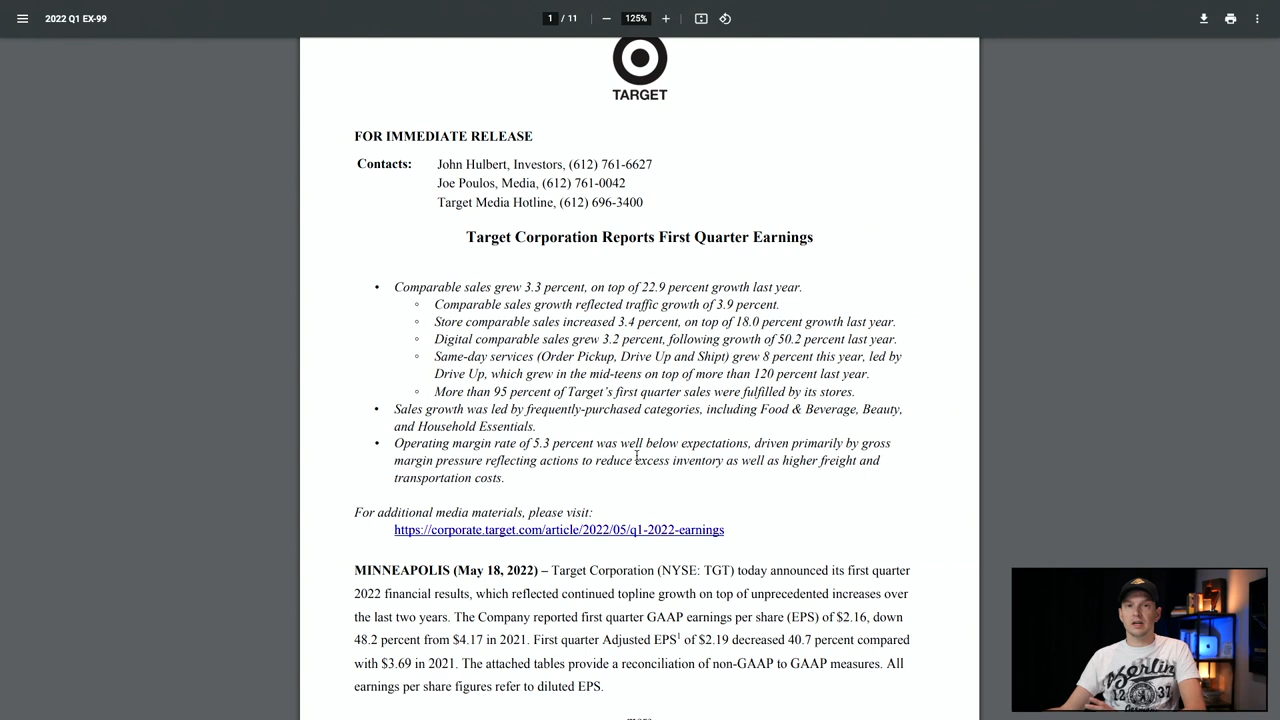 2022 Q1 EX-99
1 / 11
125%
TARGET
FOR IMMEDIATE RELEASE
Contacts: John Hulbert, Investors, (612) 761-6627
Joe Poulos, Media, (612) 761-0042
Target Media Hotline, (612) 696-3400
Target Corporation Reports First Quarter Earnings
• Comparable sales grew 3.3 percent, on top of 22.9 percent growth last year.
◦ Comparable sales growth reflected traffic growth of 3.9 percent.
◦ Store comparable sales increased 3.4 percent, on top of 18.0 percent growth last year.
◦ Digital comparable sales grew 3.2 percent, following growth of 50.2 percent last year.
◦ Same-day services (Order Pickup, Drive Up and Shipt) grew 8 percent this year, led by
Drive Up, which grew in the mid-teens on top of more than 120 percent last year.
◦ More than 95 percent of Target's first quarter sales were fulfilled by its stores.
• Sales growth was led by frequently-purchased categories, including Food & Beverage, Beauty,
and Household Essentials.
• Operating margin rate of 5.3 percent was well below expectations, driven primarily by gross
margin pressure reflecting actions to reduce excess inventory as well as higher freight and
transportation costs.
For additional media materials, please visit:
https://corporate.target.com/article/2022/05/q1-2022-earnings
MINNEAPOLIS (May 18, 2022) – Target Corporation (NYSE: TGT) today announced its first quarter
2022 financial results, which reflected continued topline growth on top of unprecedented increases over
the last two years. The Company reported first quarter GAAP earnings per share (EPS) of $2.16, down
48.2 percent from $4.17 in 2021. First quarter Adjusted EPS1 of $2.19 decreased 40.7 percent compared
with $3.69 in 2021. The attached tables provide a reconciliation of non-GAAP to GAAP measures. All
earnings per share figures refer to diluted EPS.
Berlin
12 37